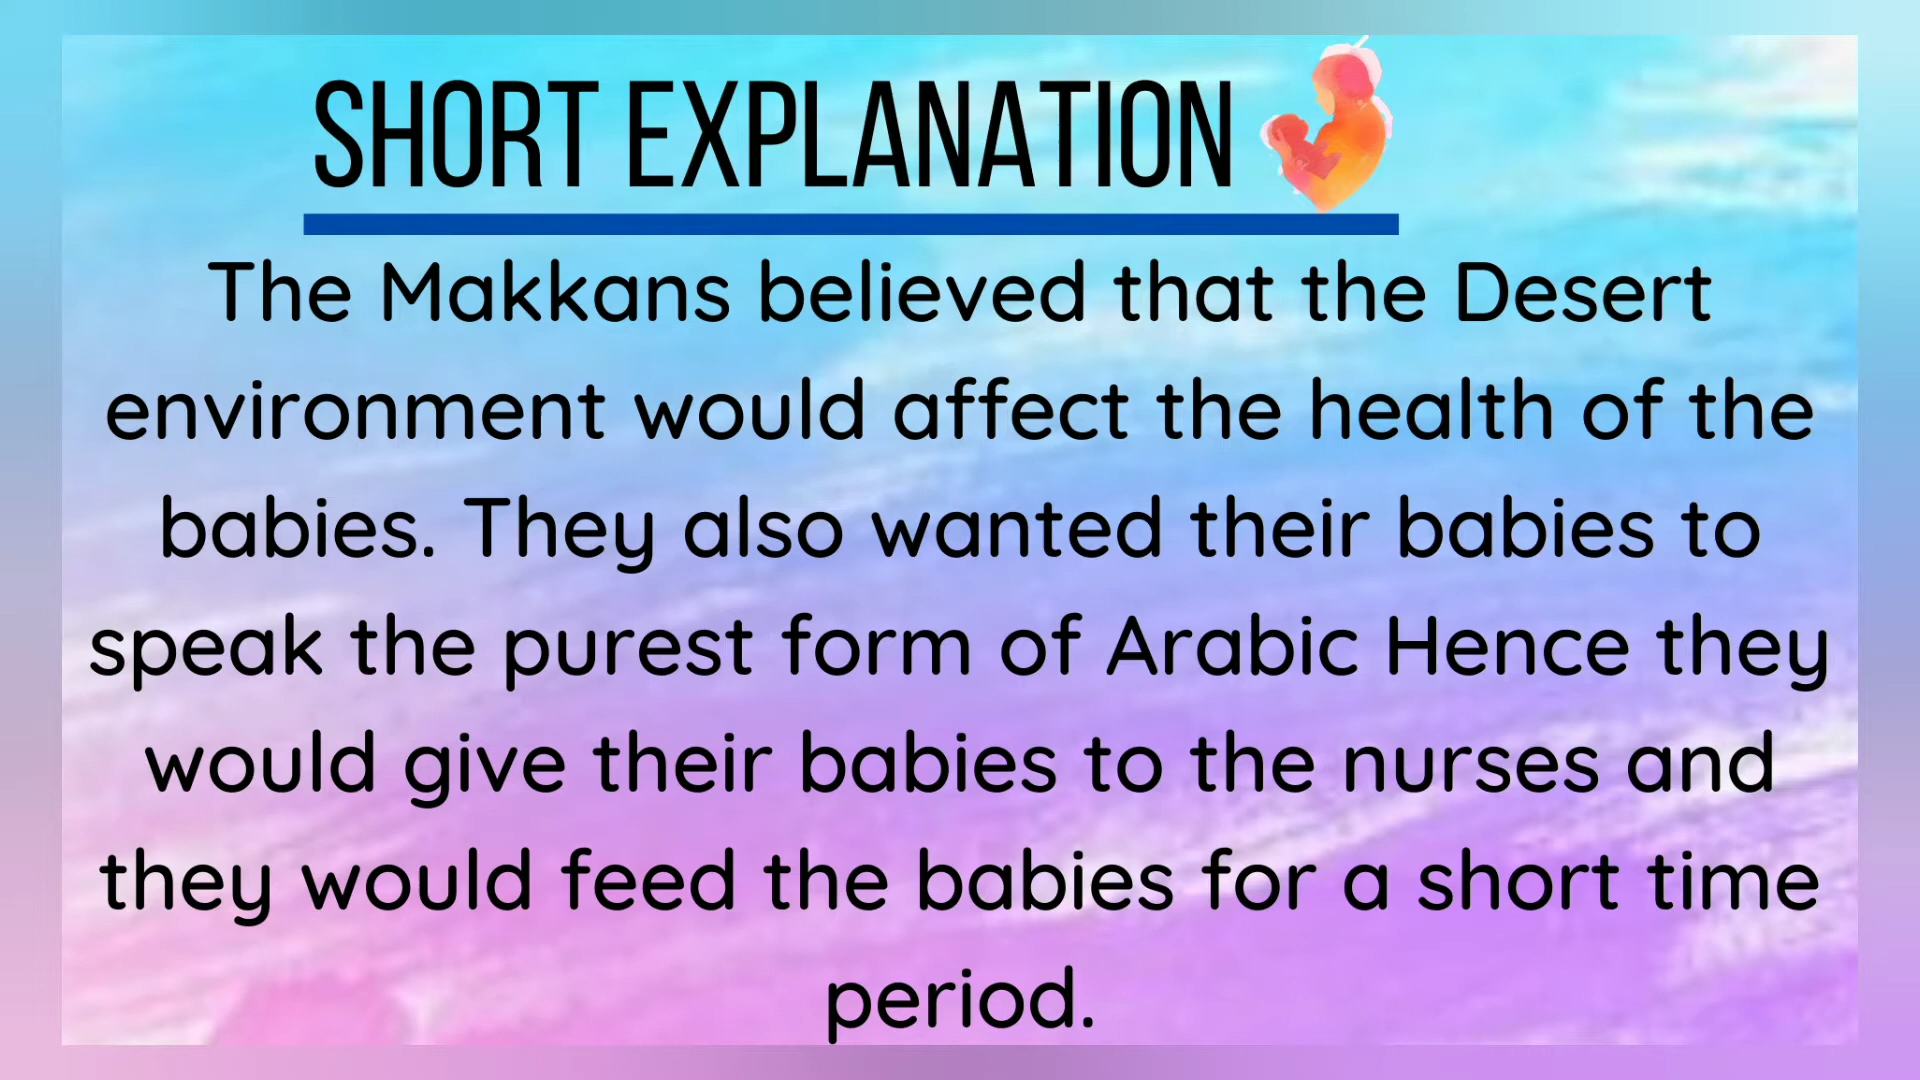 SHORT EXPLANATION
The Makkans believed that the Desert
environment would affect the health of the
babies. They also wanted their babies to
speak the purest form of Arabic Hence they
would give their babies to the nurses and
they would feed the babies for a short time
period.